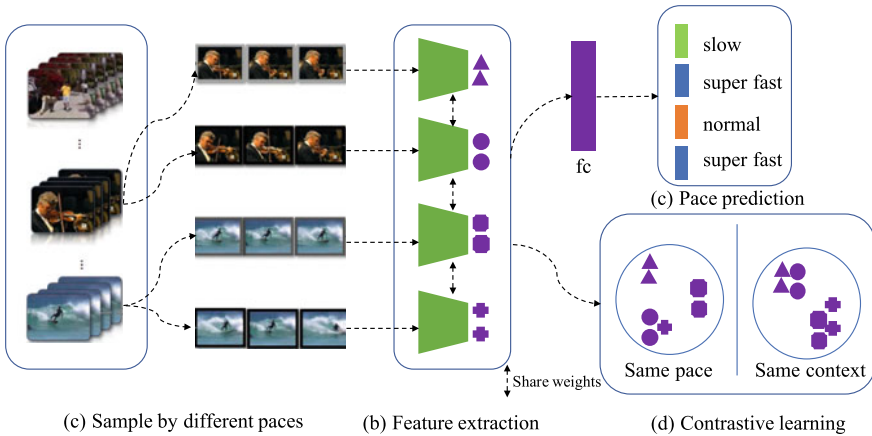 slow
super fast
normal
super fast
fc
(c) Pace prediction
Same pace
Same context
Share weights
(c) Sample by different paces
(b) Feature extraction
(d) Contrastive learning